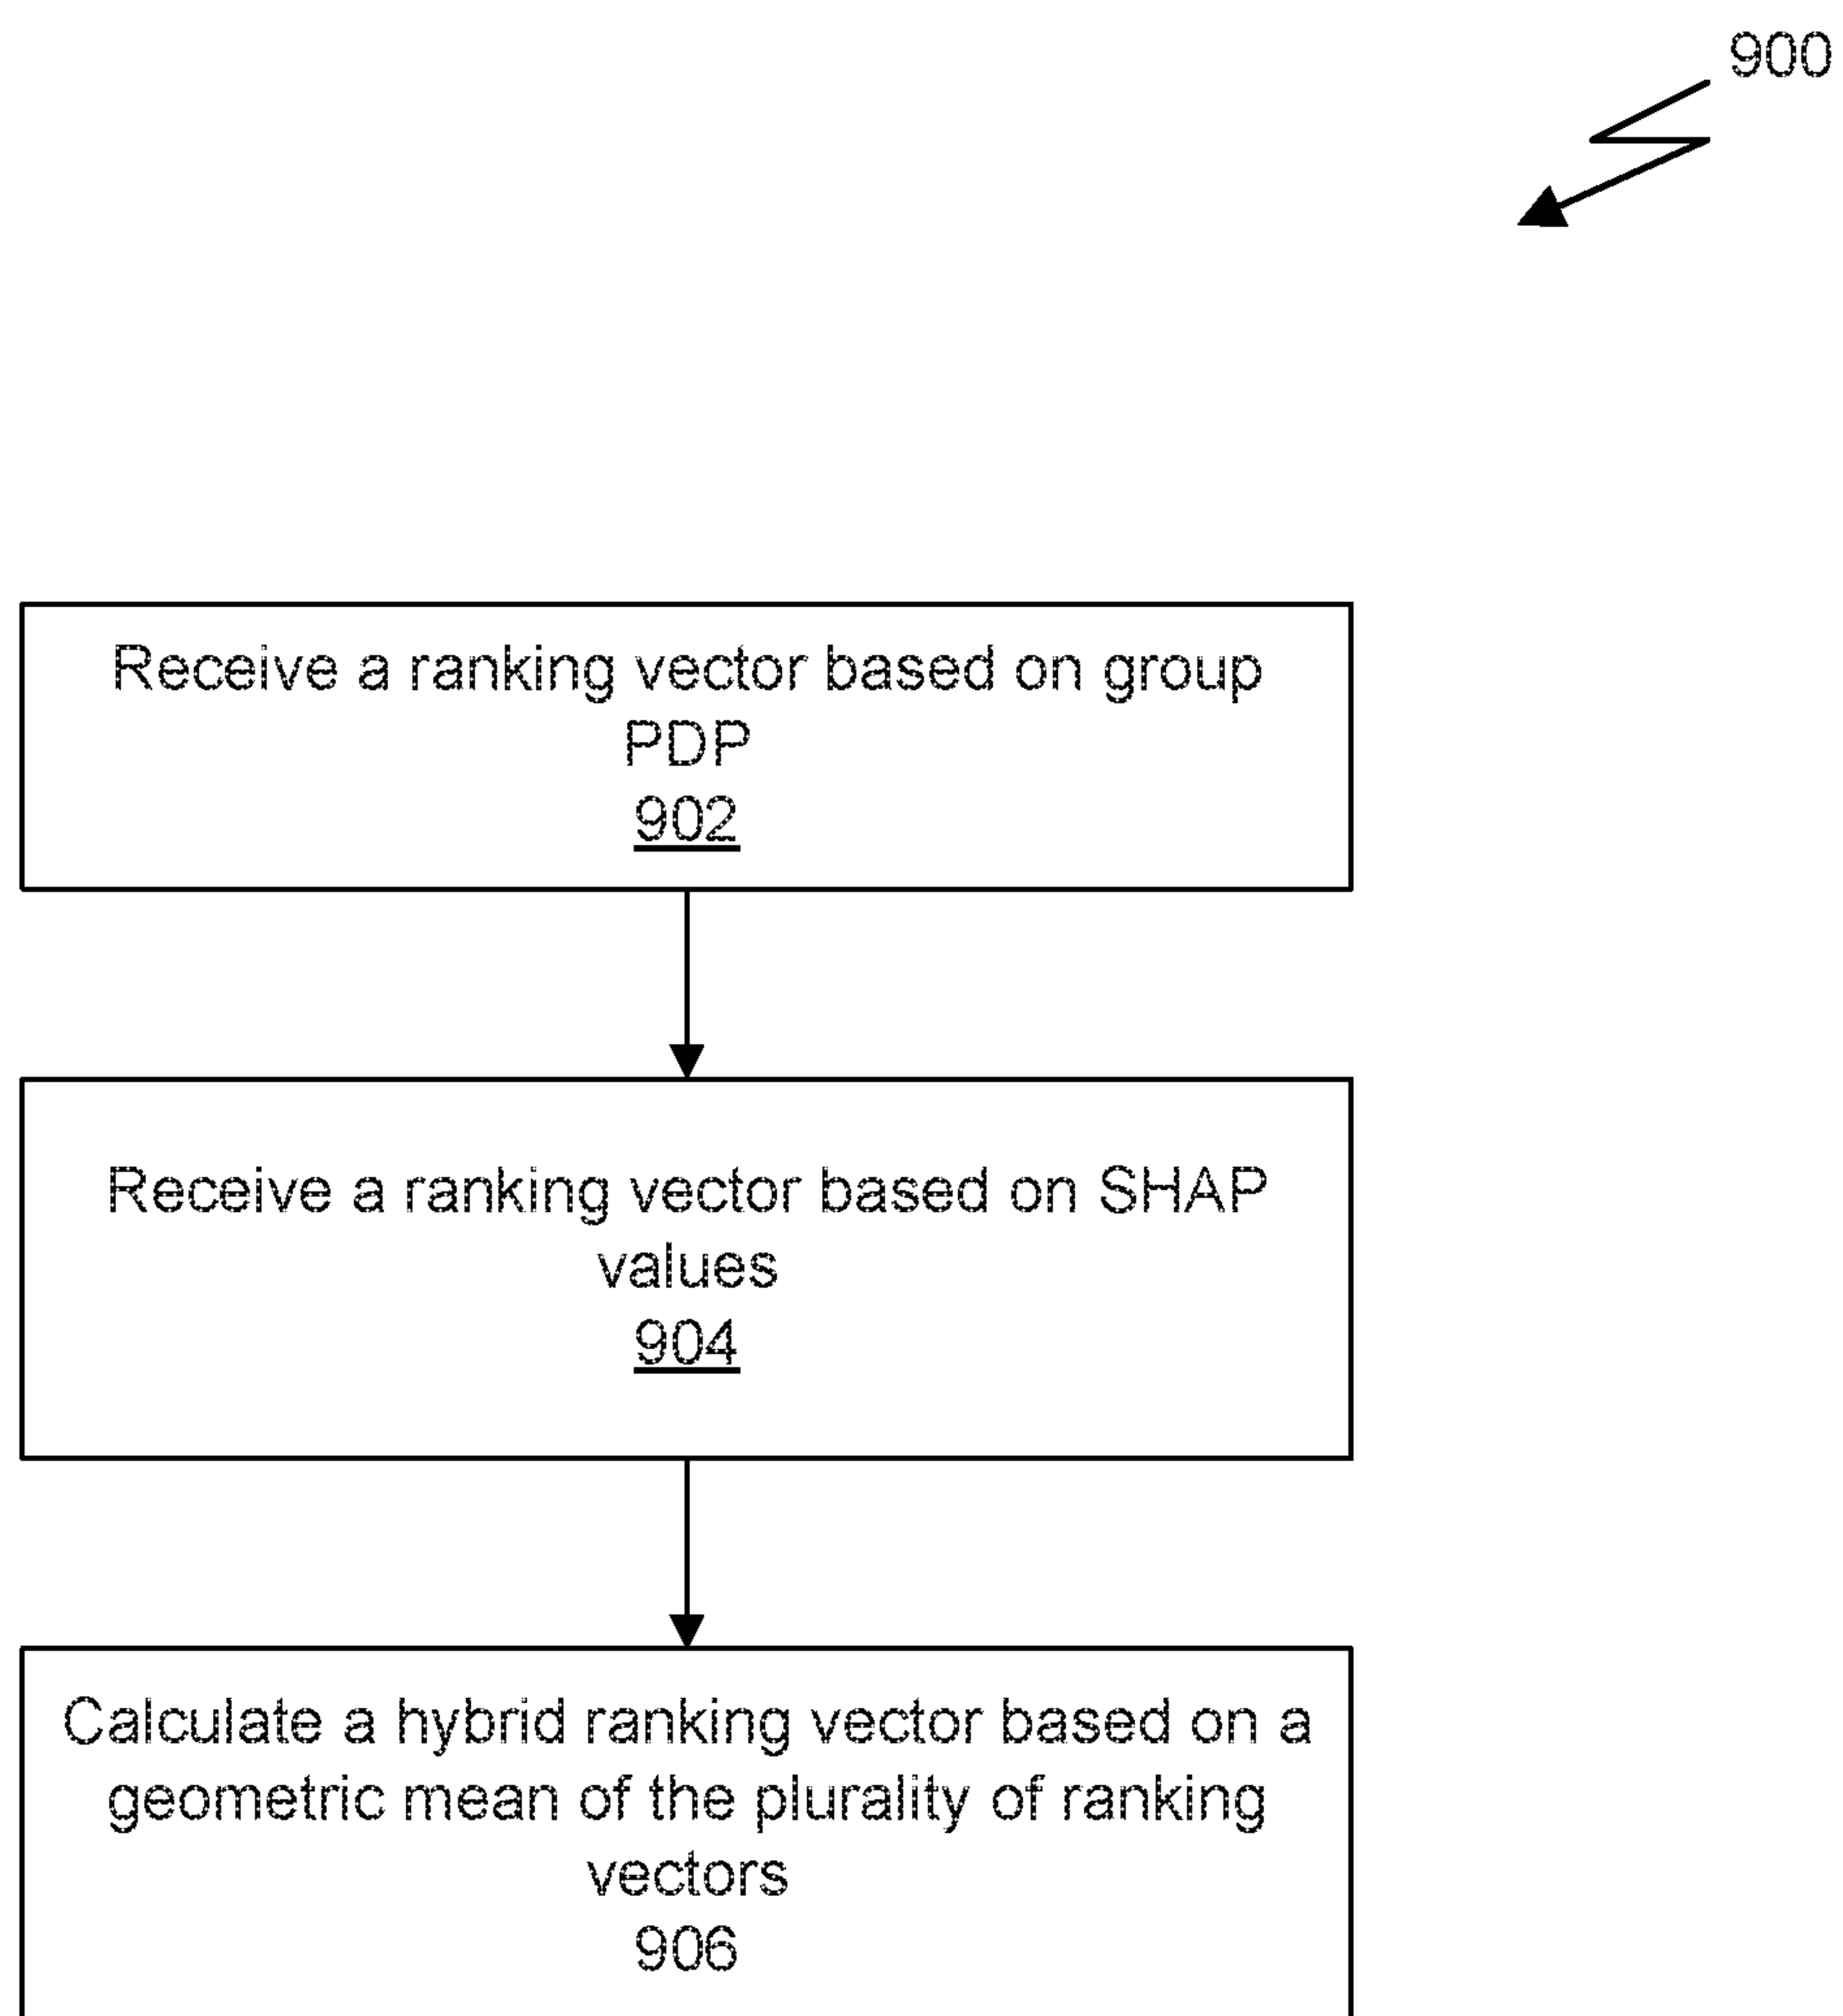 900
Receive a ranking vector based on group
PDP
902
Receive a ranking vector based on SHAP
values
904
Calculate a hybrid ranking vector based on a
geometric mean of the plurality of ranking
vectors
906